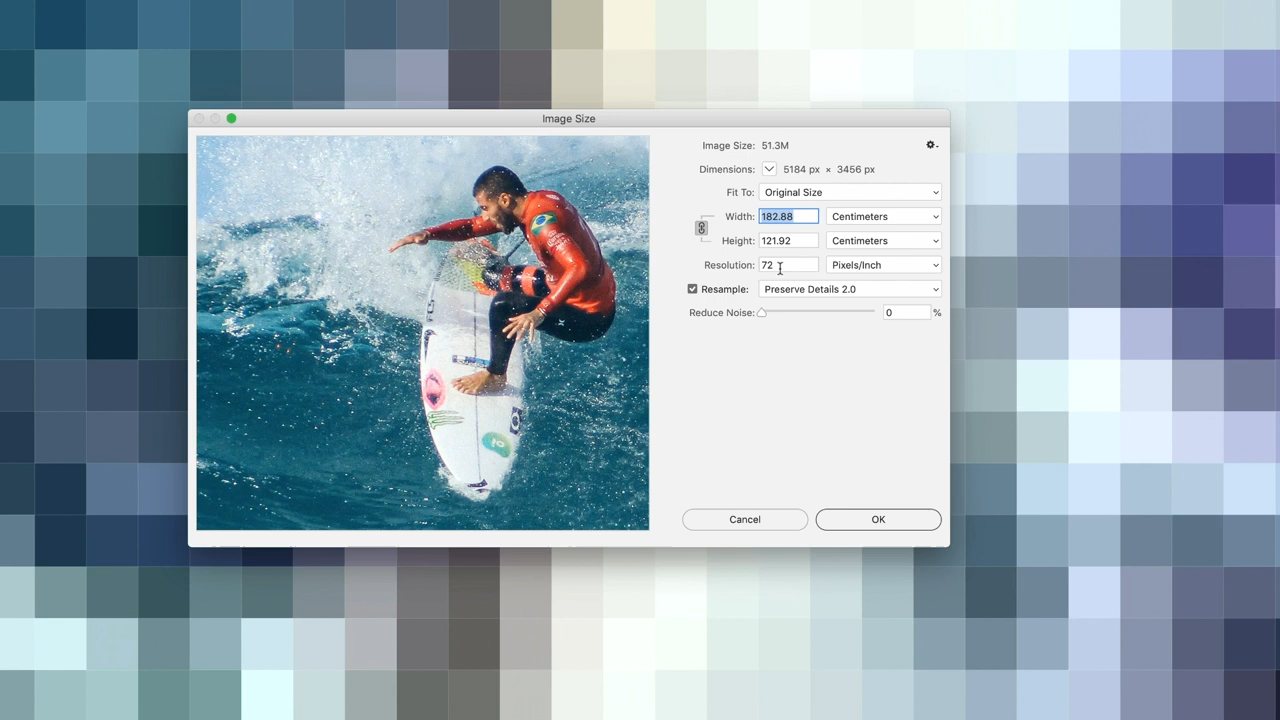 Image Size
Image Size: 51.3M
Dimensions: 5184 px × 3456 px
Fit To: Original Size
Width: 182.88 Centimeters
Height: 121.92 Centimeters
Resolution: 72 Pixels/Inch
Resample: Preserve Details 2.0
Reduce Noise: 0 %
Cancel OK
oi